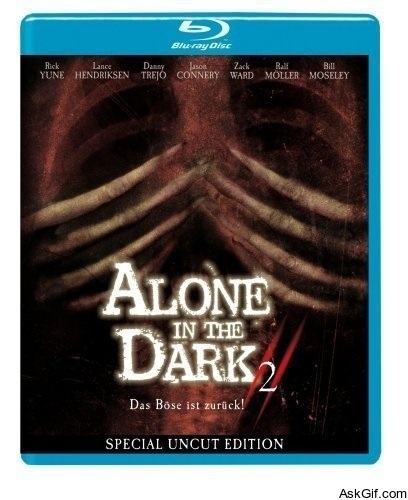 Blu-ray Disc
Rick YUNE
Lance HENDRIKSEN
Danny TREJO
Jason CONNERY
Zack WARD
Ralf MÖLLER
Bill MOSELEY
ALONE
IN THE
DARK 2
Das Böse ist zurück!
SPECIAL UNCUT EDITION
AskGif.com